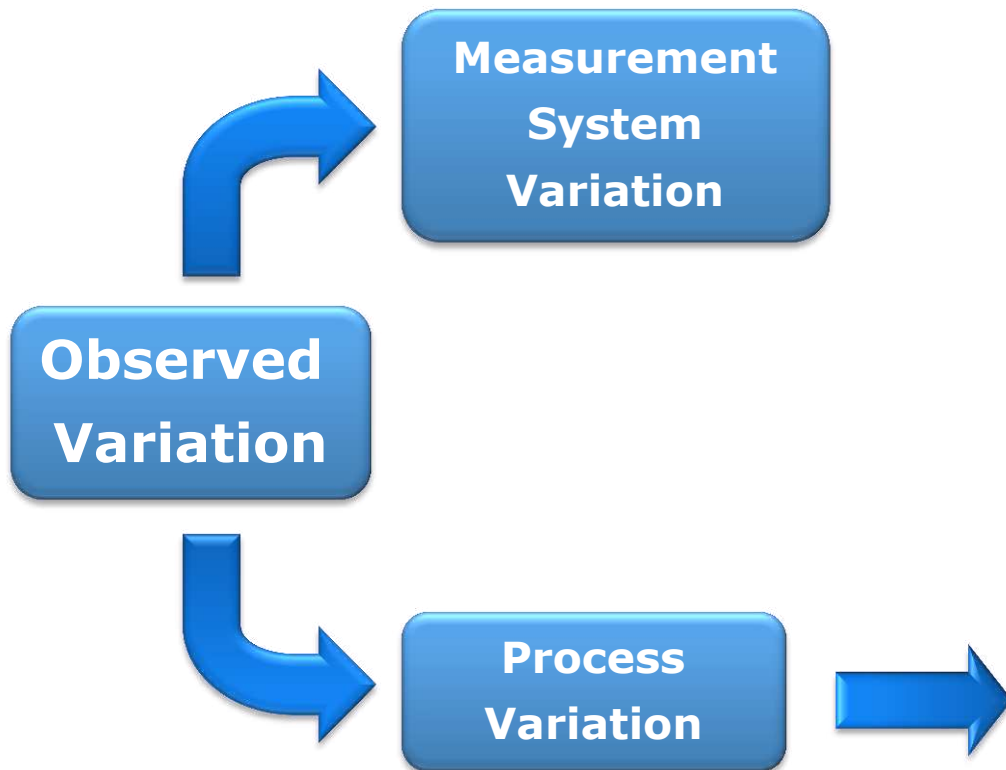 Measurement
System
Variation
Observed
Variation
Process
Variation